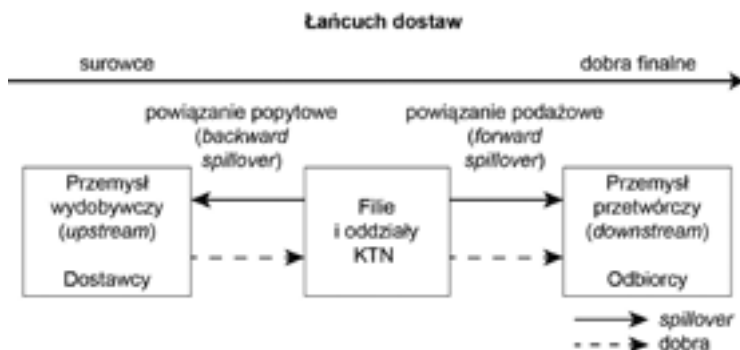 Łańcuch dostaw
surowce
dobra finalne
powiązanie popytowe
(backward
spillover)
powiązanie podażowe
(forward
spillover)
Przemysł
wydobywczy
(upstream)
Dostawcy
Filie
i oddziały
KTN
Przemysł
przetwórczy
(downstream)
Odbiorcy
spillover
dobra